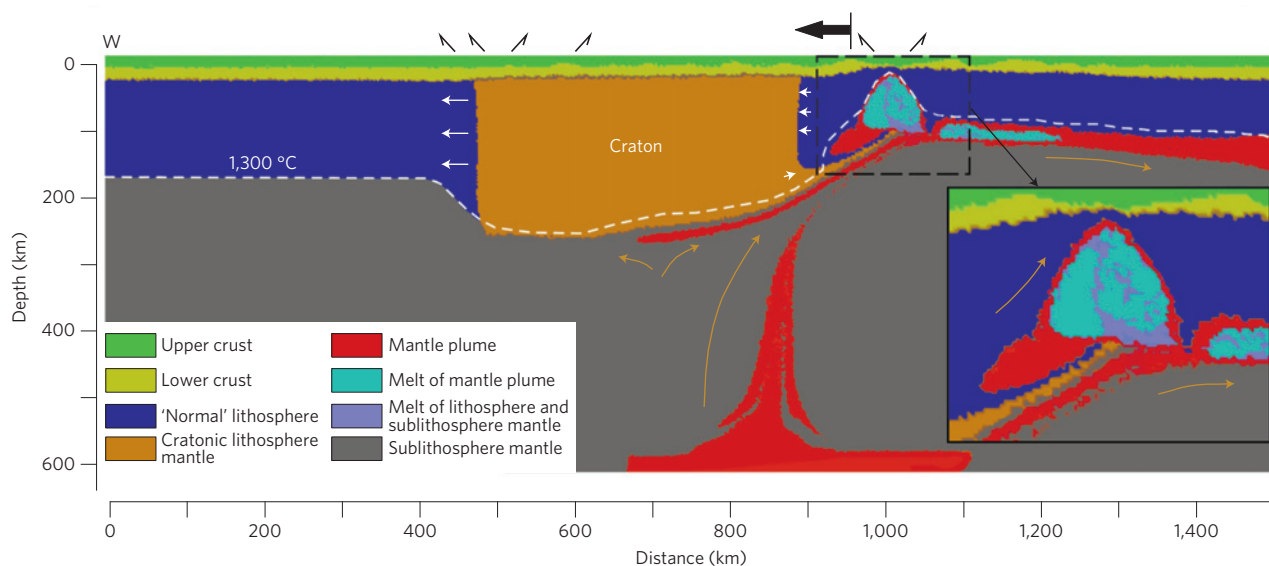 W
0
200
400
600
Depth (km)
1,300 °C
Craton
Upper crust
Lower crust
'Normal' lithosphere
Cratonic lithosphere
mantle
Mantle plume
Melt of mantle plume
Melt of lithosphere and
sublithosphere mantle
Sublithosphere mantle
0
200
400
600
800
1,000
1,200
1,400
Distance (km)